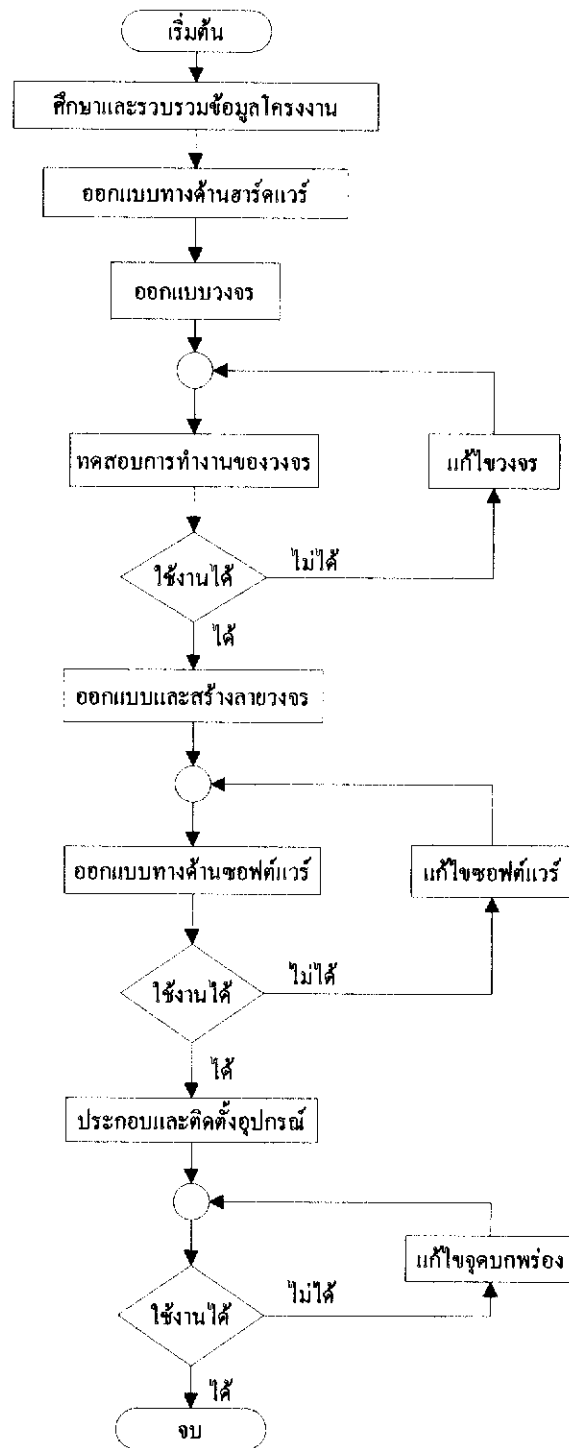 เริ่มต้น
ศึกษาและรวบรวมข้อมูลโครงงาน
ออกแบบทางด้านฮาร์ดแวร์
ออกแบบวงจร
ทดสอบการทำงานของวงจร
แก้ไขวงจร
ใช้งานได้
ไม่ได้
ได้
ออกแบบและสร้างลายวงจร
ออกแบบทางด้านซอฟต์แวร์
แก้ไขซอฟต์แวร์
ใช้งานได้
ไม่ได้
ได้
ประกอบและติดตั้งอุปกรณ์
แก้ไขจุดบกพร่อง
ใช้งานได้
ไม่ได้
ได้
จบ